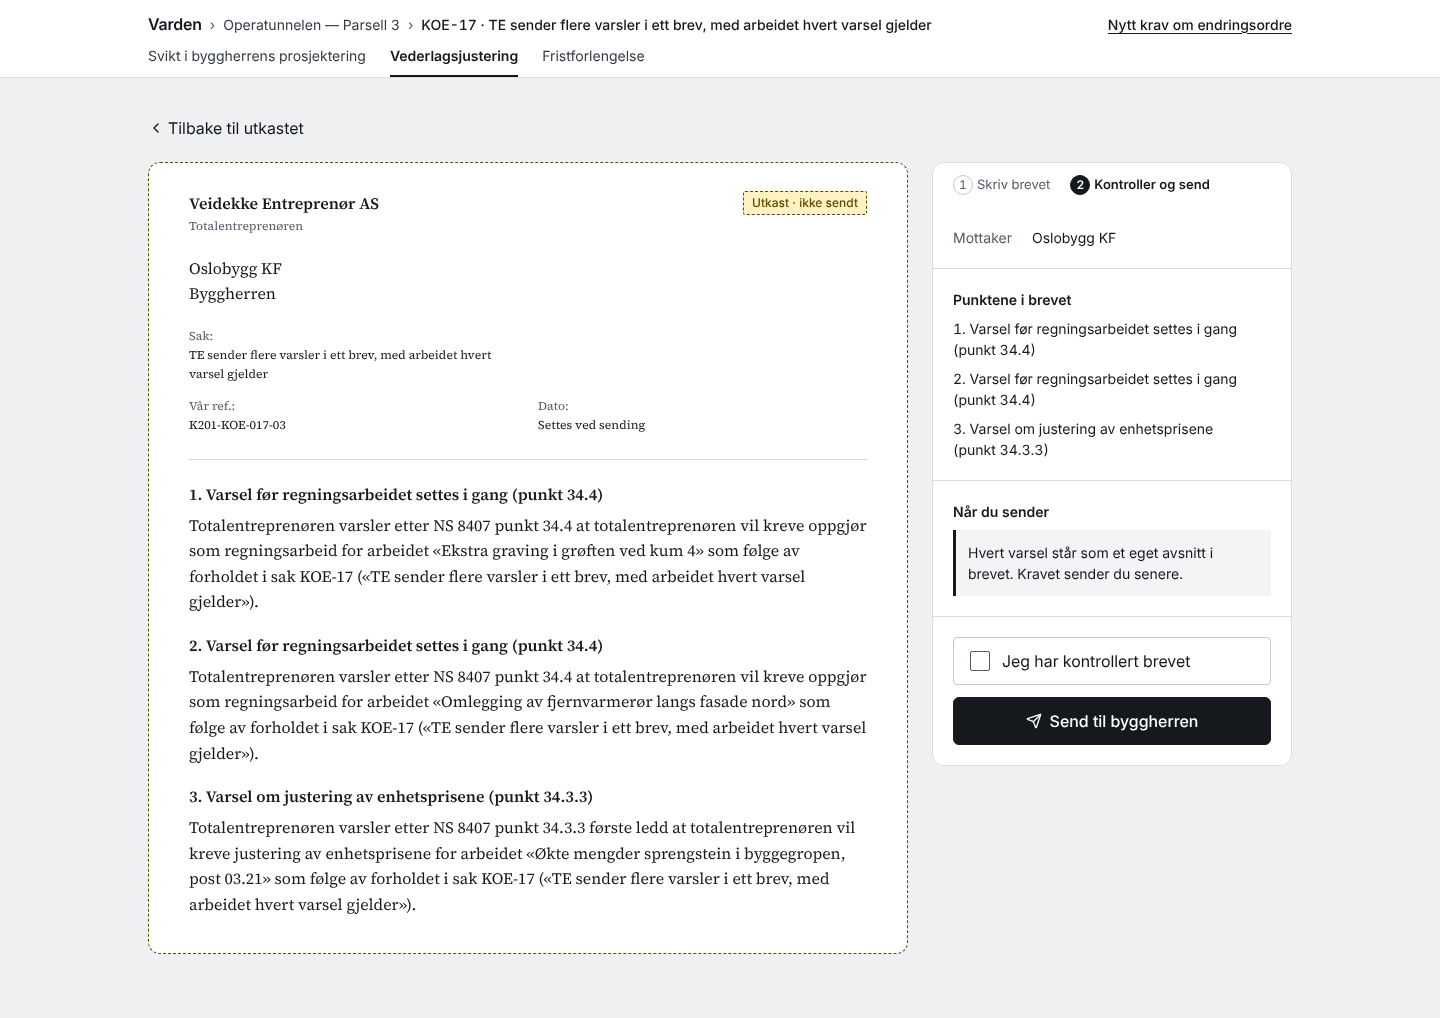 Varden › Operatunnelen — Parsell 3 › KOE-17 · TE sender flere varsler i ett brev, med arbeidet hvert varsel gjelder
Nytt krav om endringsordre
Svikt i byggherrens prosjektering Vederlagsjustering Fristforlengelse
Tilbake til utkastet
Veidekke Entreprenør AS
Utkast · ikke sendt
Totalentreprenøren
Oslobygg KF
Byggherren
Sak:
TE sender flere varsler i ett brev, med arbeidet hvert
varsel gjelder
Vår ref.:
K201-KOE-017-03
Dato:
Settes ved sending
1. Varsel før regningsarbeidet settes i gang (punkt 34.4)
Totalentreprenøren varsler etter NS 8407 punkt 34.4 at totalentreprenøren vil kreve oppgjør
som regningsarbeid for arbeidet «Ekstra graving i grøften ved kum 4» som følge av
forholdet i sak KOE-17 («TE sender flere varsler i ett brev, med arbeidet hvert varsel
gjelder»).
2. Varsel før regningsarbeidet settes i gang (punkt 34.4)
Totalentreprenøren varsler etter NS 8407 punkt 34.4 at totalentreprenøren vil kreve oppgjør
som regningsarbeid for arbeidet «Omlegging av fjernvarmerør langs fasade nord» som
følge av forholdet i sak KOE-17 («TE sender flere varsler i ett brev, med arbeidet hvert varsel
gjelder»).
3. Varsel om justering av enhetsprisene (punkt 34.3.3)
Totalentreprenøren varsler etter NS 8407 punkt 34.3.3 første ledd at totalentreprenøren vil
kreve justering av enhetsprisene for arbeidet «Økte mengder sprengstein i byggegropen,
post 03.21» som følge av forholdet i sak KOE-17 («TE sender flere varsler i ett brev, med
arbeidet hvert varsel gjelder»).
1 Skriv brevet 2 Kontroller og send
Mottaker Oslobygg KF
Punktene i brevet
1. Varsel før regningsarbeidet settes i gang
(punkt 34.4)
2. Varsel før regningsarbeidet settes i gang
(punkt 34.4)
3. Varsel om justering av enhetsprisene
(punkt 34.3.3)
Når du sender
Hvert varsel står som et eget avsnitt i
brevet. Kravet sender du senere.
Jeg har kontrollert brevet
Send til byggherren